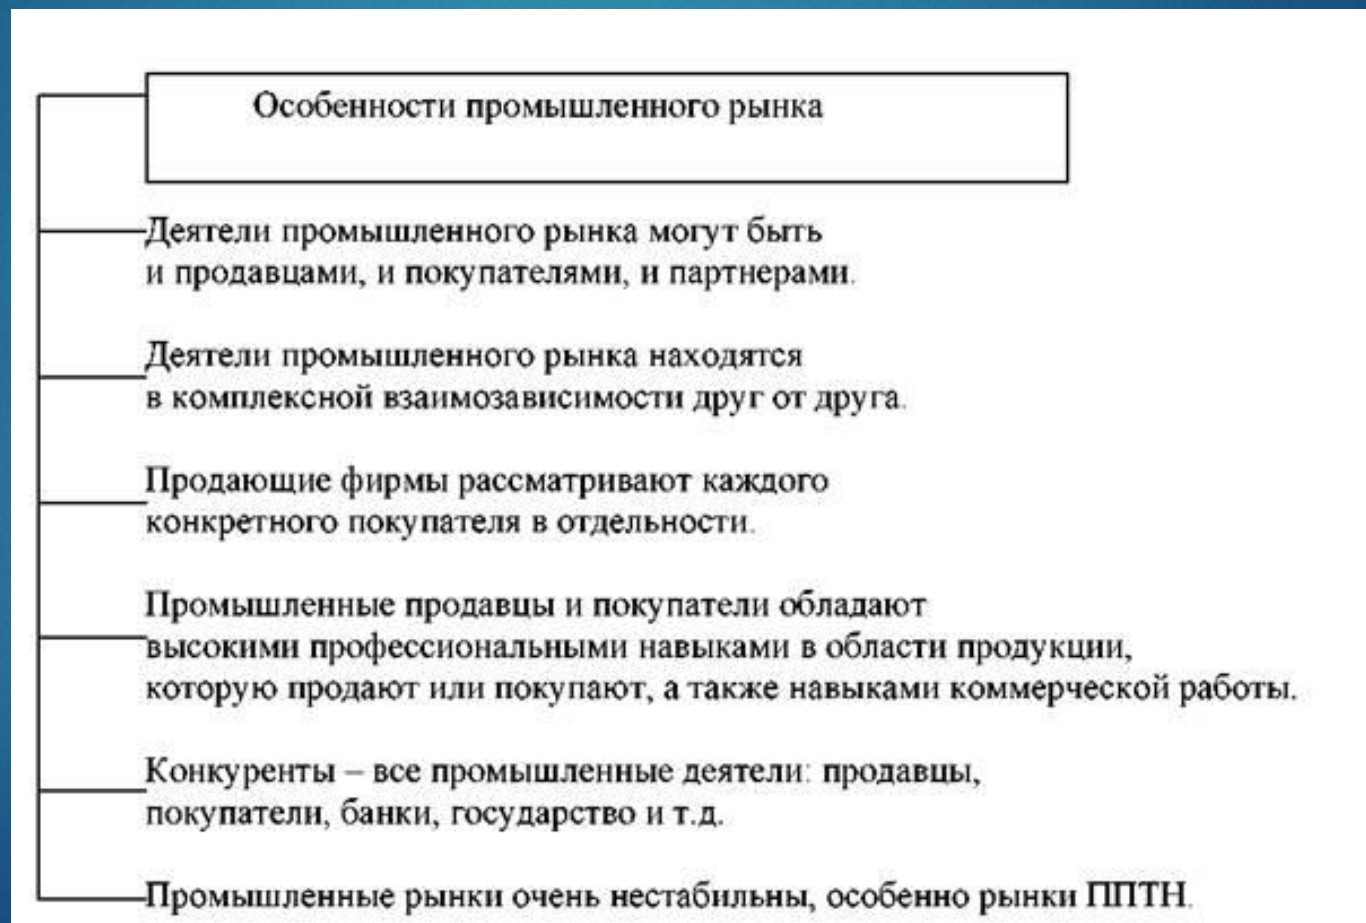 Особенности промышленного рынка
Деятели промышленного рынка могут быть
и продавцами, и покупателями, и партнерами.
Деятели промышленного рынка находятся
в комплексной взаимозависимости друг от друга.
Продающие фирмы рассматривают каждого
конкретного покупателя в отдельности.
Промышленные продавцы и покупатели обладают
высокими профессиональными навыками в области продукции,
которую продают или покупают, а также навыками коммерческой работы.
Конкуренты – все промышленные деятели: продавцы,
покупатели, банки, государство и т.д.
Промышленные рынки очень нестабильны, особенно рынки ППТН.